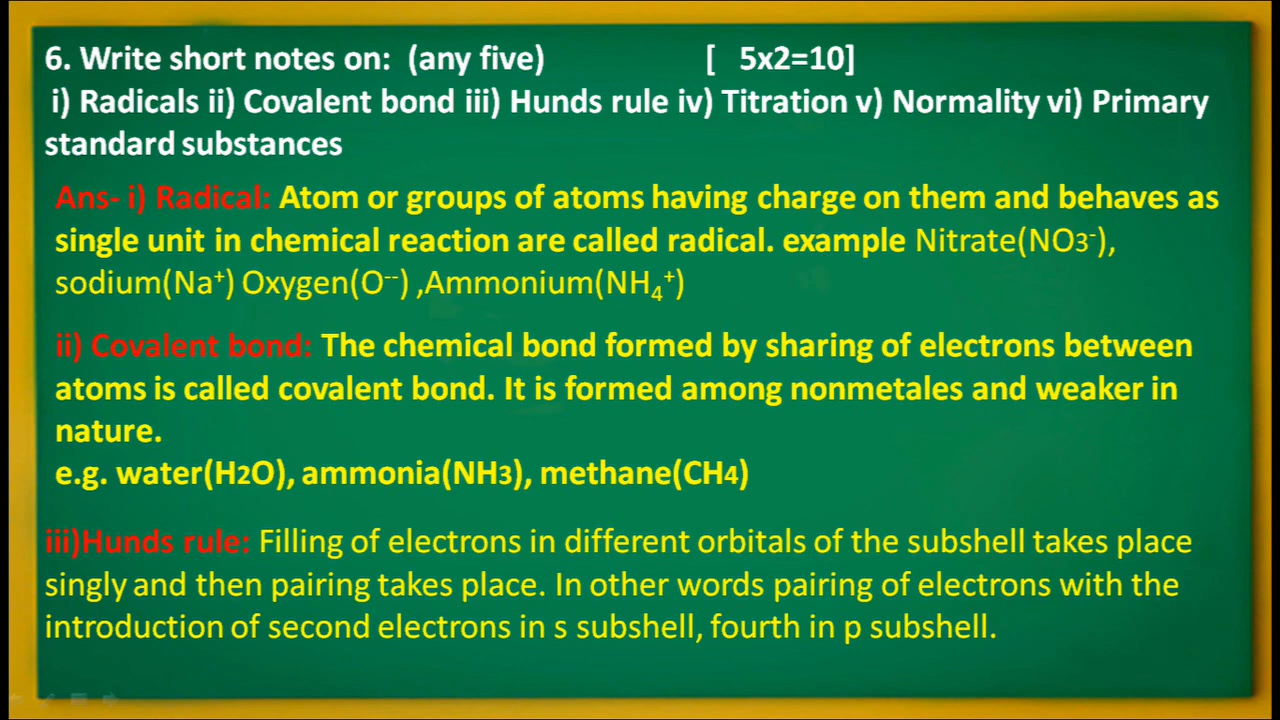 6. Write short notes on: (any five) [ 5x2=10]
i) Radicals ii) Covalent bond iii) Hunds rule iv) Titration v) Normality vi) Primary
standard substances
Ans- i) Radical: Atom or groups of atoms having charge on them and behaves as
single unit in chemical reaction are called radical. example Nitrate(NO3⁻),
sodium(Na⁺) Oxygen(O⁻⁻) ,Ammonium(NH₄⁺)
ii) Covalent bond: The chemical bond formed by sharing of electrons between
atoms is called covalent bond. It is formed among nonmetales and weaker in
nature.
e.g. water(H2O), ammonia(NH3), methane(CH4)
iii)Hunds rule: Filling of electrons in different orbitals of the subshell takes place
singly and then pairing takes place. In other words pairing of electrons with the
introduction of second electrons in s subshell, fourth in p subshell.